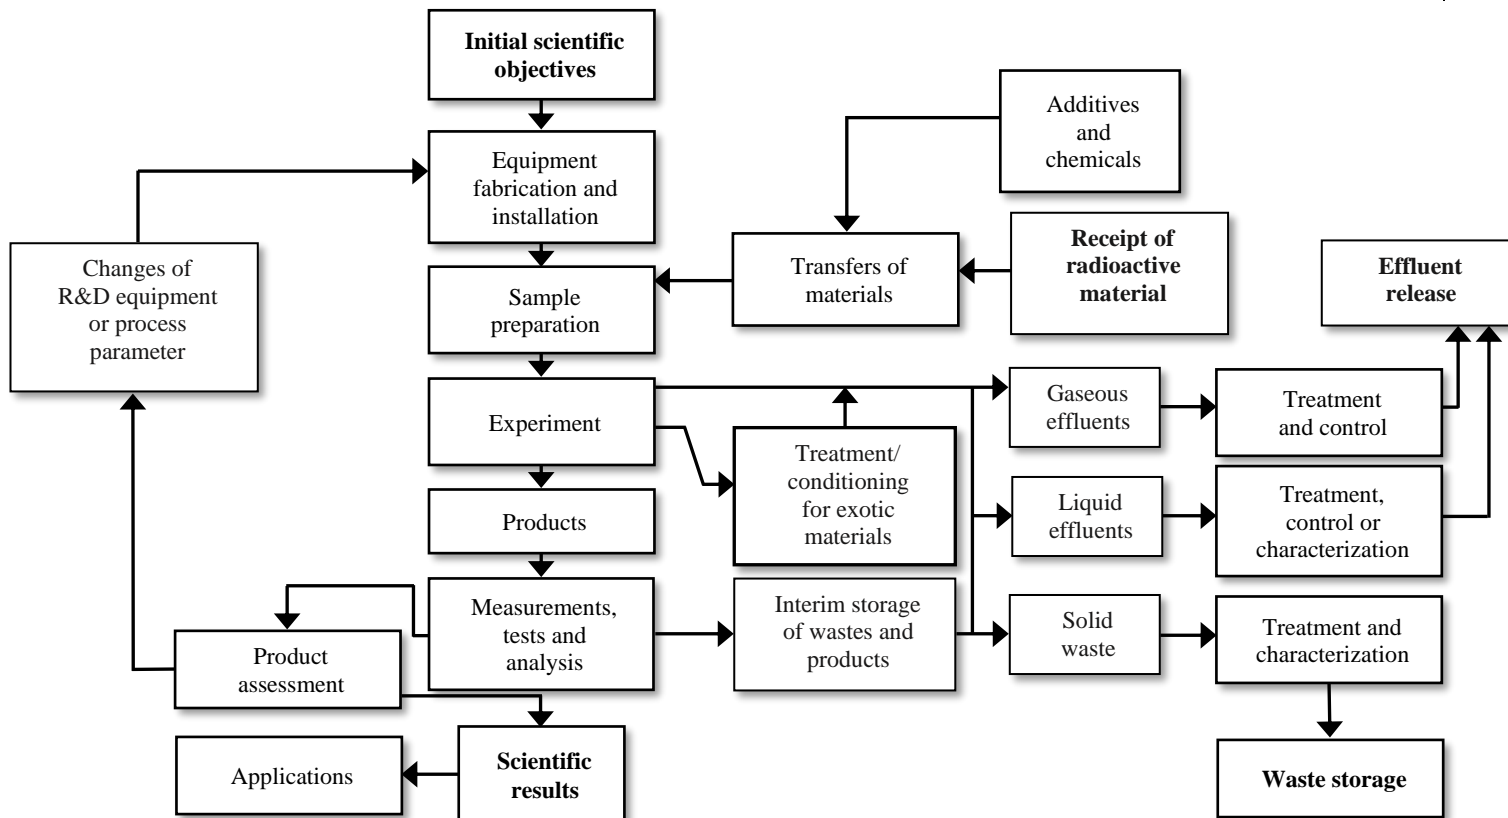 Initial scientific
objectives
Additives
and
chemicals
Equipment
fabrication and
installation
Changes of
R&D equipment
or process
parameter
Sample
preparation
Transfers of
materials
Receipt of
radioactive
material
Effluent
release
Experiment
Treatment/
conditioning
for exotic
materials
Gaseous
effluents
Treatment
and control
Products
Liquid
effluents
Treatment,
control or
characterization
Measurements,
tests and
analysis
Interim storage
of wastes and
products
Solid
waste
Treatment and
characterization
Product
assessment
Applications
Scientific
results
Waste storage